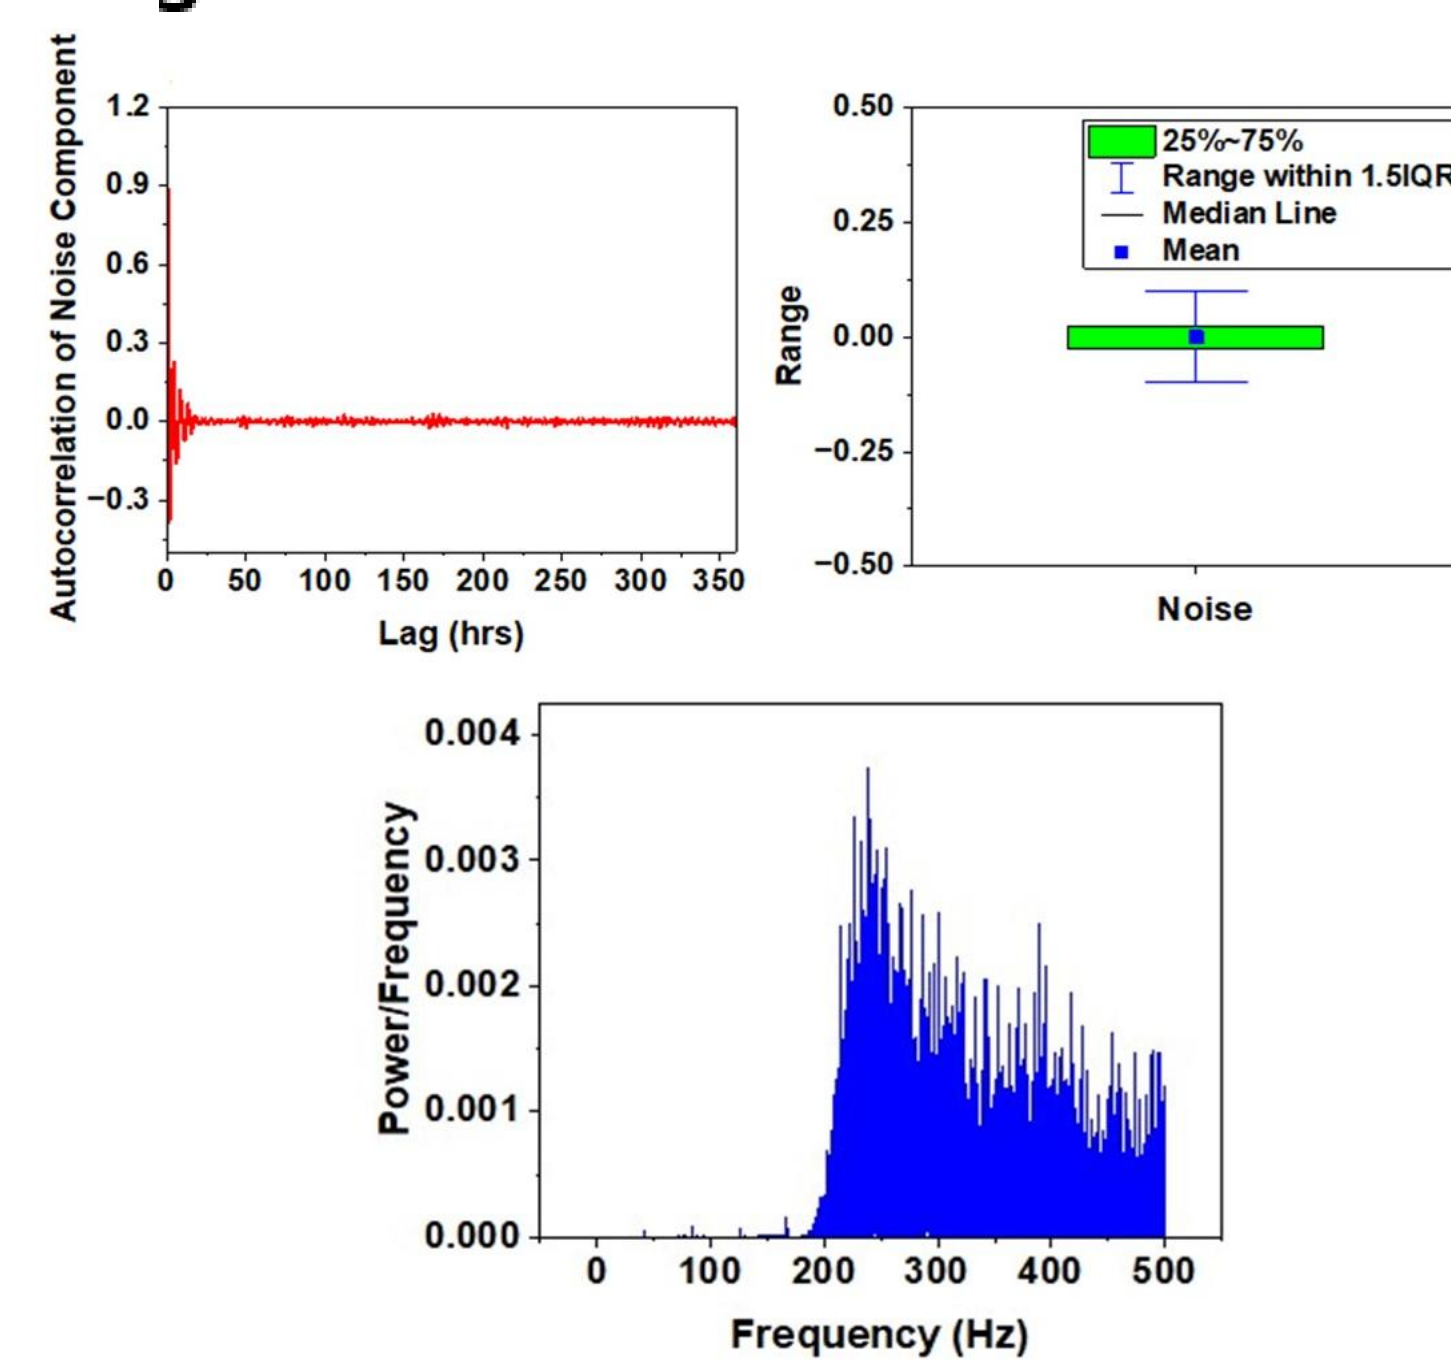 Autocorrelation of Noise Component
1.2
0.9
0.6
0.3
0.0
−0.3
0 50 100 150 200 250 300 350
Lag (hrs)
Range
0.50
0.25
0.00
−0.25
−0.50
25%~75%
Range within 1.5IQR
Median Line
Mean
Noise
Power/Frequency
0.004
0.003
0.002
0.001
0.000
0 100 200 300 400 500
Frequency (Hz)